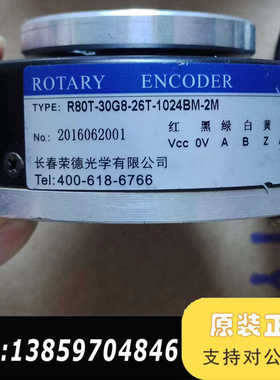 ROTARY ENCODER
TYPE: R80T-30G8-26T-1024BM-2M
No.: 2016062001
红 黑 绿 白 黄
Vcc 0V A B Z
长春荣德光学有限公司
Tel:400-618-6766
原装正
:13859704846
支持对公